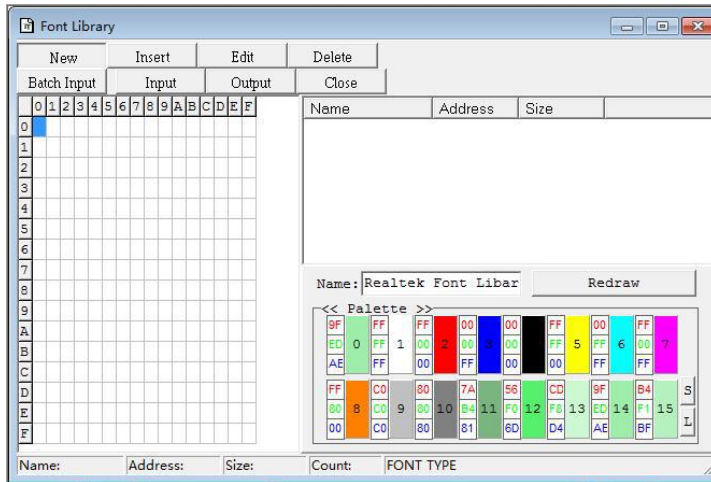 Font Library
New Insert Edit Delete
Batch Input Input Output Close
0 1 2 3 4 5 6 7 8 9 A B C D E F
0
1
2
3
4
5
6
7
8
9
A
B
C
D
E
F
Name Address Size
Name: Realtek Font Libar Redraw
<< Palette >>
9F FF FF 00 00 FF 00 FF
ED 0 FF 1 00 2 00 3 00 FF 5 FF 6 00 7
AE FF 00 FF 00 00 FF FF
FF C0 80 7A 56 CD 9F B4 S
80 8 C0 9 80 10 B4 11 F0 12 F8 13 ED 14 F1 15
00 C0 80 81 6D D4 AE BF L
Name: Address: Size: Count: FONT TYPE